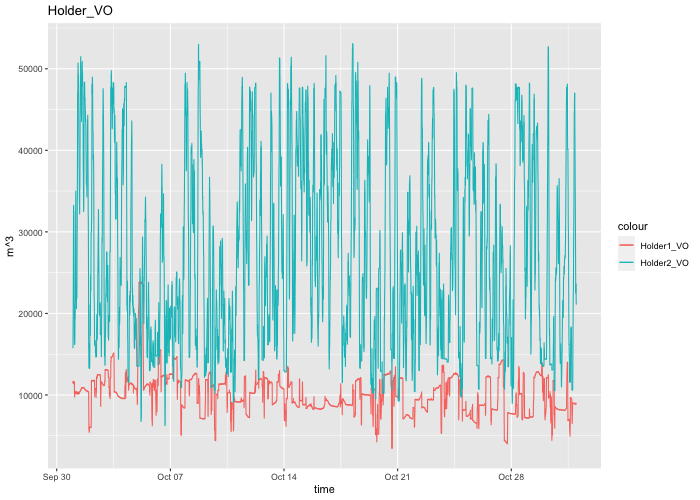 Holder_VO
50000
40000
30000
20000
10000
m^3
Sep 30
Oct 07
Oct 14
Oct 21
Oct 28
time
colour
Holder1_VO
Holder2_VO